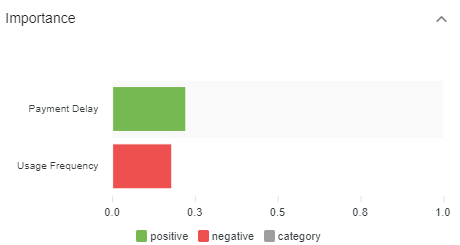 Importance
Payment Delay
Usage Frequency
0.0 0.3 0.5 0.8 1.0
positive negative category